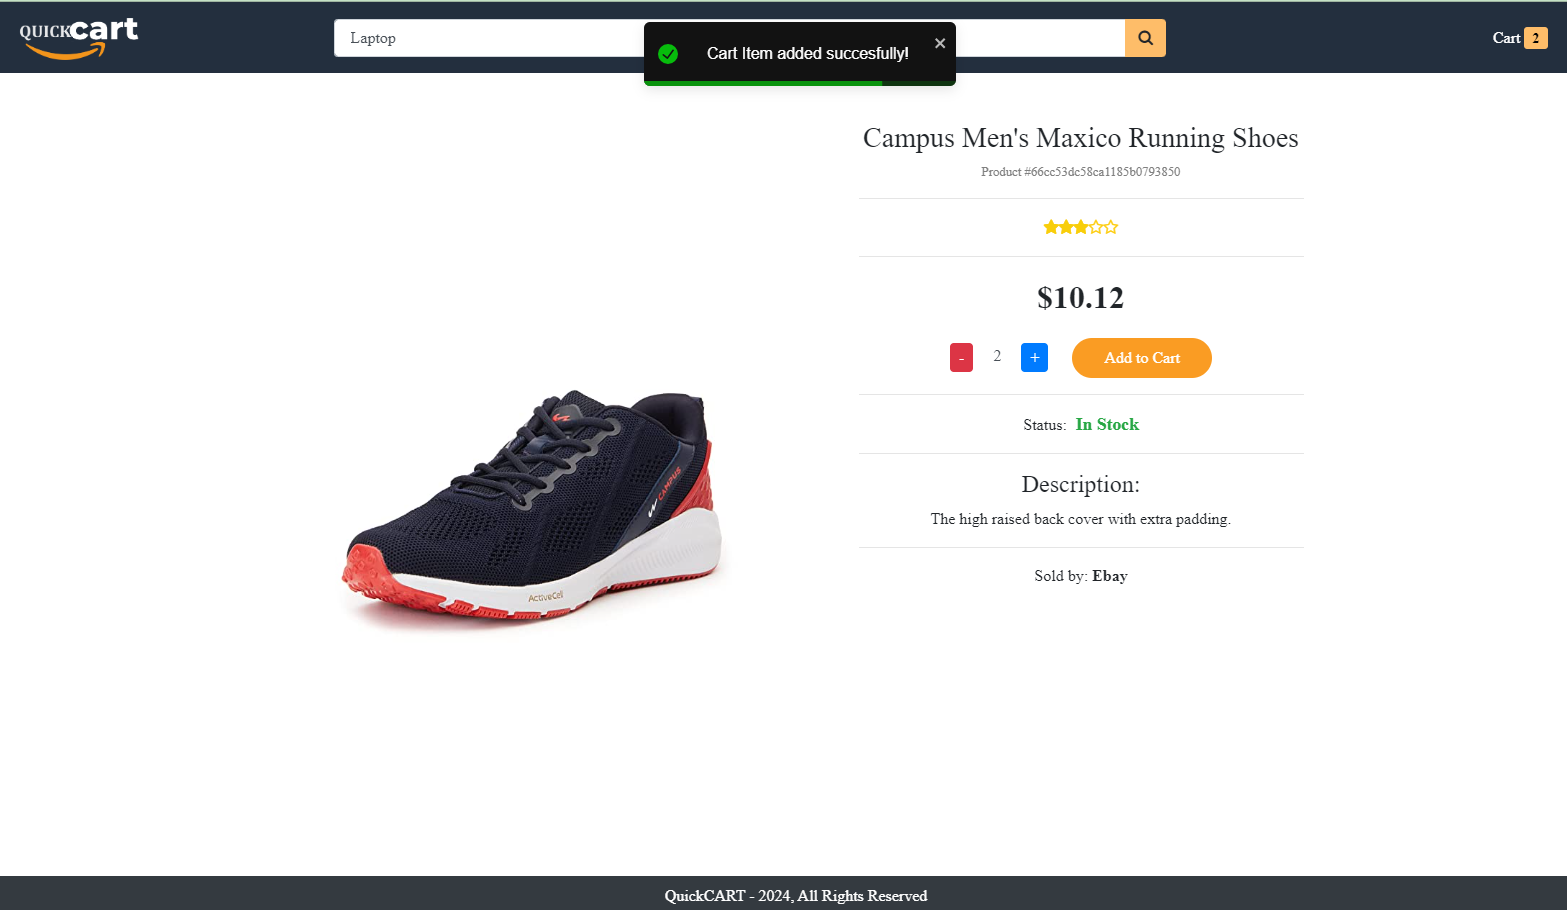 QUICKcart
Laptop
Cart Item added succesfully!
×
Cart 2
Campus Men's Maxico Running Shoes
Product #66cc53dc58ca1185b0793850
$10.12
- 2 + Add to Cart
Status: In Stock
Description:
The high raised back cover with extra padding.
Sold by: Ebay
CAMPUS
ActiveCell
QuickCART - 2024, All Rights Reserved